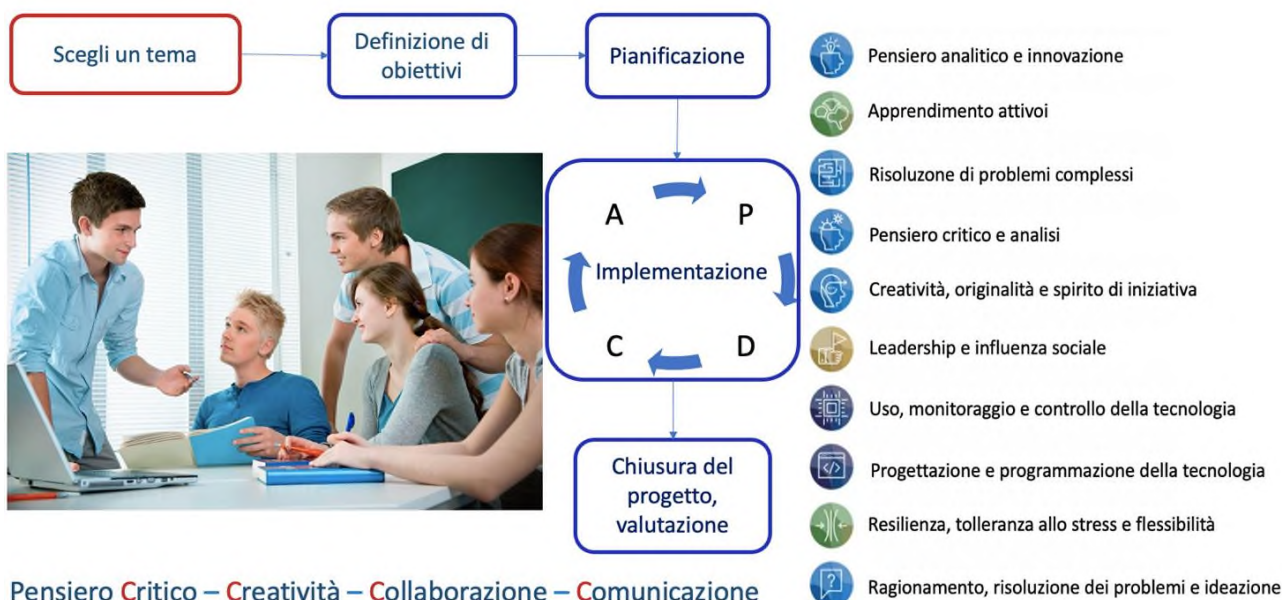 Scegli un tema
Definizione di
obiettivi
Pianificazione
A
P
Implementazione
C
D
Chiusura del
progetto,
valutazione
Pensiero Critico – Creatività – Collaborazione – Comunicazione
Pensiero analitico e innovazione
Apprendimento attivoi
Risoluzone di problemi complessi
Pensiero critico e analisi
Creatività, originalità e spirito di iniziativa
Leadership e influenza sociale
Uso, monitoraggio e controllo della tecnologia
Progettazione e programmazione della tecnologia
Resilienza, tolleranza allo stress e flessibilità
Ragionamento, risoluzione dei problemi e ideazione